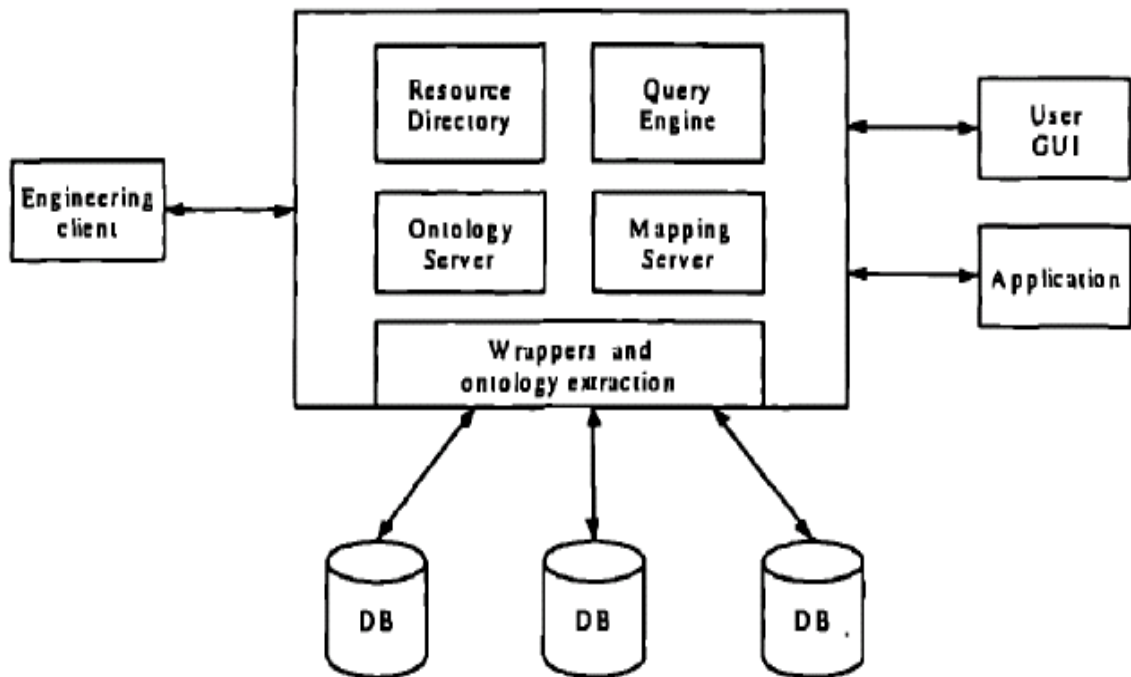 Resource
Directory
Query
Engine
User
GUI
Engineering
client
Ontology
Server
Mapping
Server
Application
Wrappers and
ontology extraction
DB
DB
DB